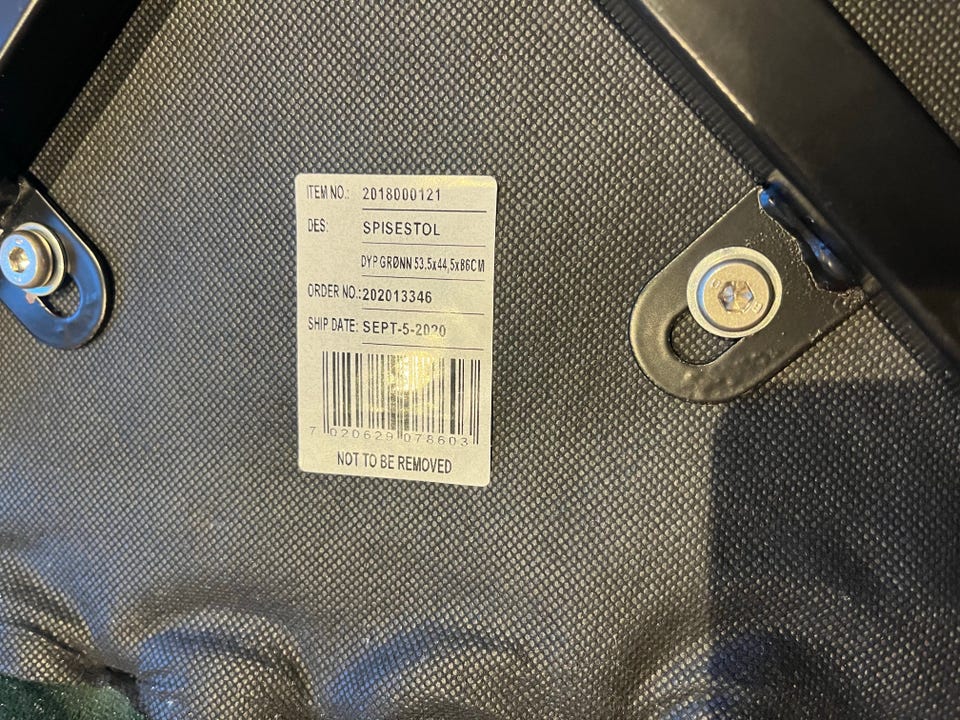 ITEM NO.: 2018000121
DES: SPISESTOL
DYP GRØNN 53,5x44,5x86CM
ORDER NO.: 202013346
SHIP DATE: SEPT-5-2020
7 020629 078603
NOT TO BE REMOVED